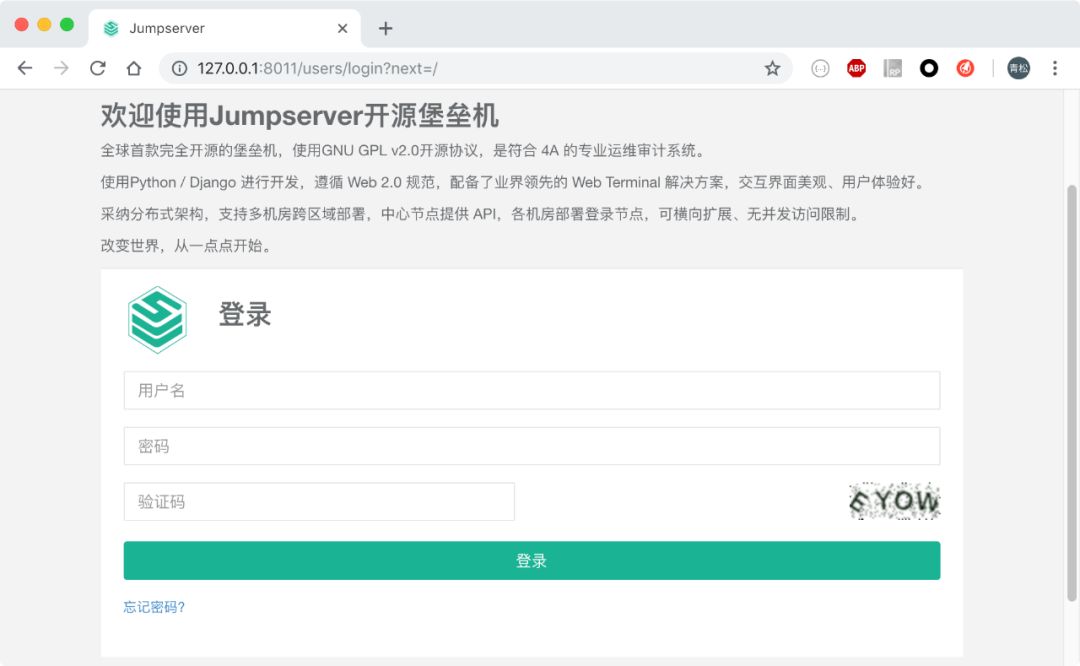 Jumpserver
127.0.0.1:8011/users/login?next=/
ABP
RP
青松
欢迎使用Jumpserver开源堡垒机
全球首款完全开源的堡垒机，使用GNU GPL v2.0开源协议，是符合 4A 的专业运维审计系统。
使用Python / Django 进行开发，遵循 Web 2.0 规范，配备了业界领先的 Web Terminal 解决方案，交互界面美观、用户体验好。
采纳分布式架构，支持多机房跨区域部署，中心节点提供 API，各机房部署登录节点，可横向扩展、无并发访问限制。
改变世界，从一点点开始。
登录
用户名
密码
验证码
EYOW
登录
忘记密码?